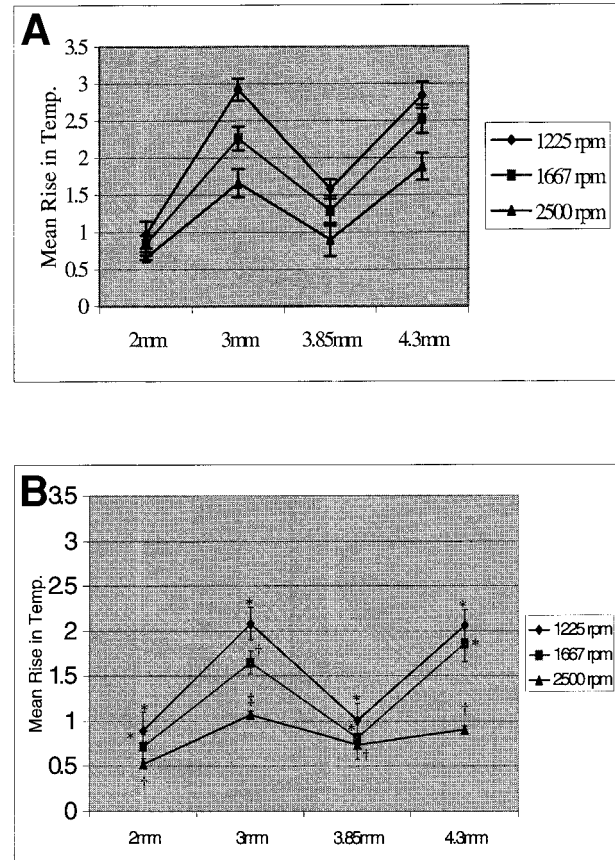 A
Mean Rise in Temp.
3.5
3
2.5
2
1.5
1
0.5
0
2mm 3mm 3.85mm 4.3mm
1225 rpm
1667 rpm
2500 rpm
B
Mean Rise in Temp.
3.5
3
2.5
2
1.5
1
0.5
0
* * † ‡ * * † * * †
* †
2mm 3mm 3.85mm 4.3mm
1225 rpm
1667 rpm
2500 rpm